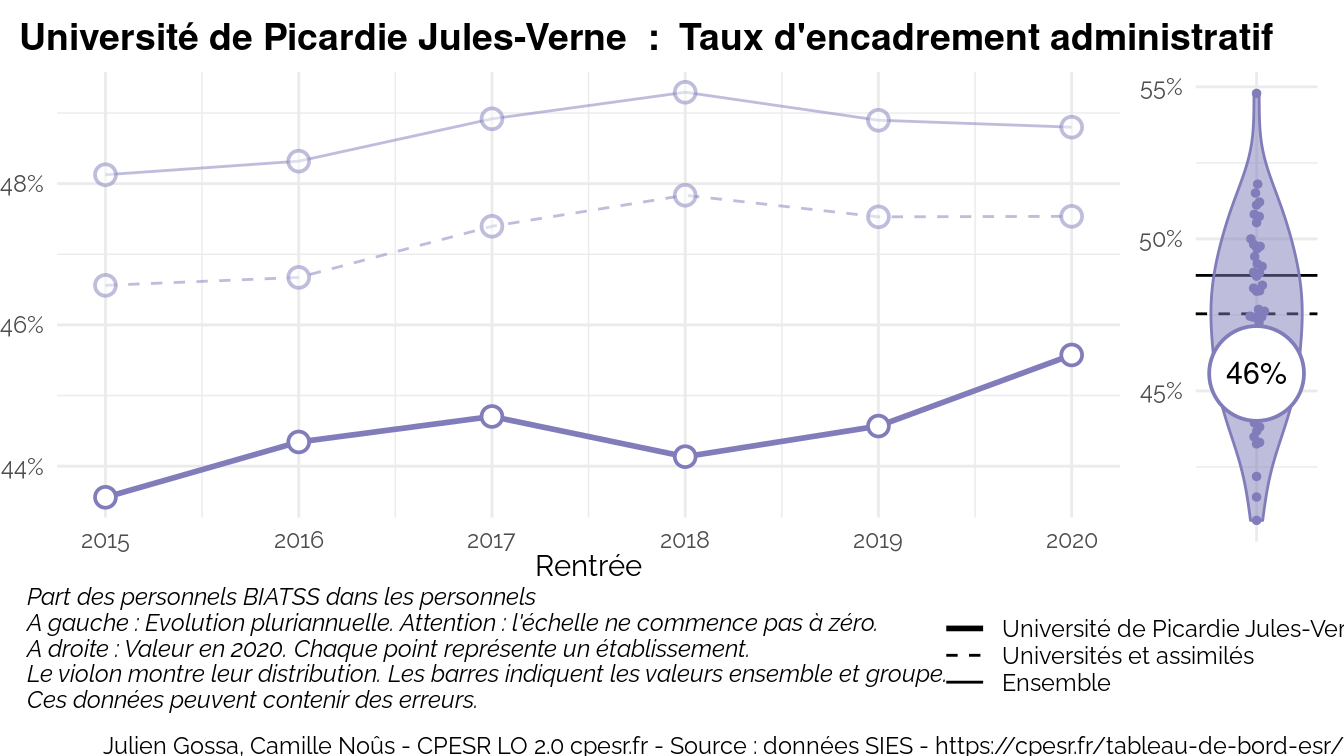 Université de Picardie Jules-Verne : Taux d'encadrement administratif
48%
46%
44%
2015 2016 2017 2018 2019 2020
Rentrée
55%
50%
45%
46%
Part des personnels BIATSS dans les personnels
A gauche : Evolution pluriannuelle. Attention : l'échelle ne commence pas à zéro.
A droite : Valeur en 2020. Chaque point représente un établissement.
Le violon montre leur distribution. Les barres indiquent les valeurs ensemble et groupe.
Ces données peuvent contenir des erreurs.
Université de Picardie Jules-Ver
Universités et assimilés
Ensemble
Julien Gossa, Camille Noûs - CPESR LO 2.0 cpesr.fr - Source : données SIES - https://cpesr.fr/tableau-de-bord-esr/